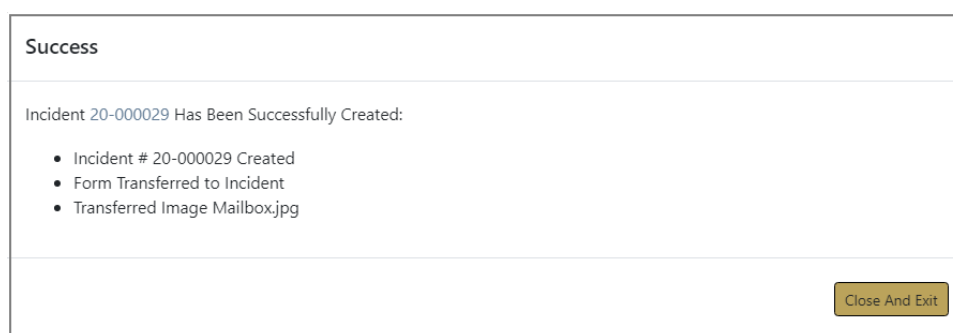 Success
Incident 20-000029 Has Been Successfully Created:
Incident # 20-000029 Created
Form Transferred to Incident
Transferred Image Mailbox.jpg
Close And Exit